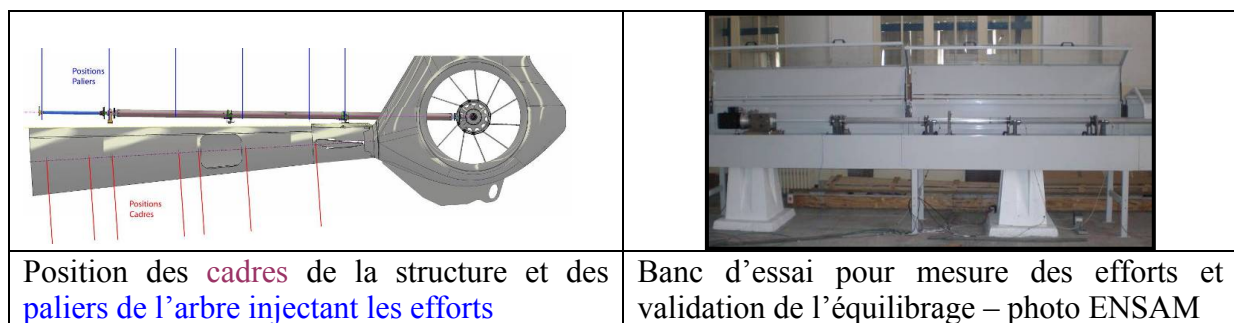 Positions
Paliers
Positions
Cadres
Position des cadres de la structure et des
paliers de l'arbre injectant les efforts
Banc d'essai pour mesure des efforts et
validation de l'équilibrage – photo ENSAM